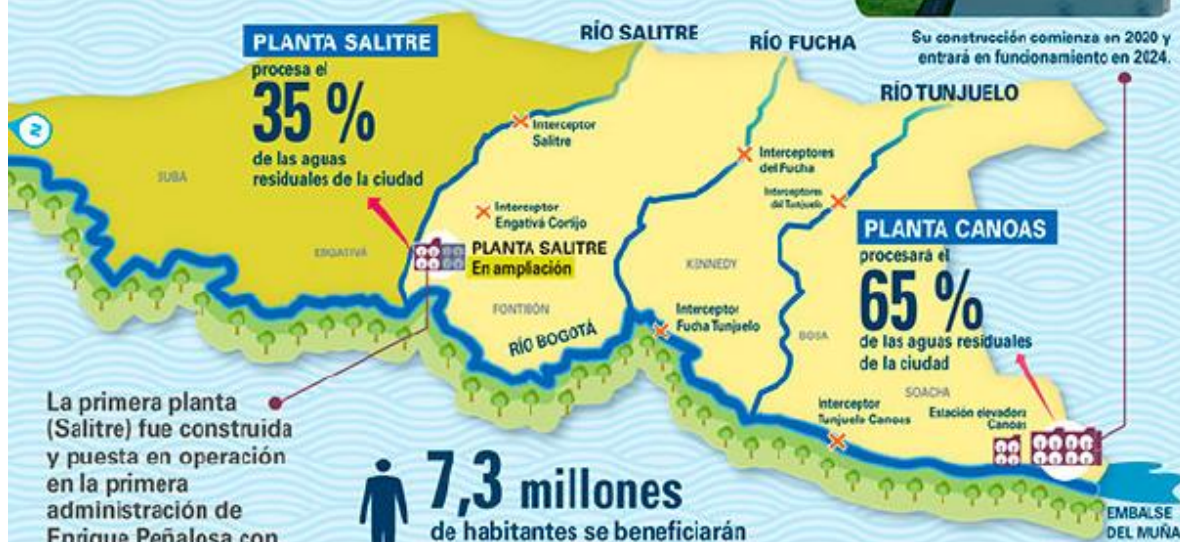 PLANTA SALITRE
procesa el
35 %
de las aguas
residuales de la ciudad
RÍO SALITRE
RÍO FUCHA
Su construcción comienza en 2020 y
entrará en funcionamiento en 2024.
RÍO TUNJUELO
N
SUBA
ENGATIVÁ
Interceptor
Salitre
Interceptor
Engativá Cortijo
PLANTA SALITRE
En ampliación
Interceptores
del Fucha
Interceptores
del Tunjuelo
PLANTA CANOAS
procesará el
65 %
de las aguas residuales
de la ciudad
KENNEDY
FONTIBÓN
RÍO BOGOTÁ
Interceptor
Fucha Tunjuelo
BOSA
SOACHA
Interceptor
Tunjuelo Canoas
Estación elevadora
Canoas
EMBALSE
DEL MUÑA
La primera planta
(Salitre) fue construida
y puesta en operación
en la primera
administración de
Enrique Peñalosa con
7,3 millones
de habitantes se beneficiarán